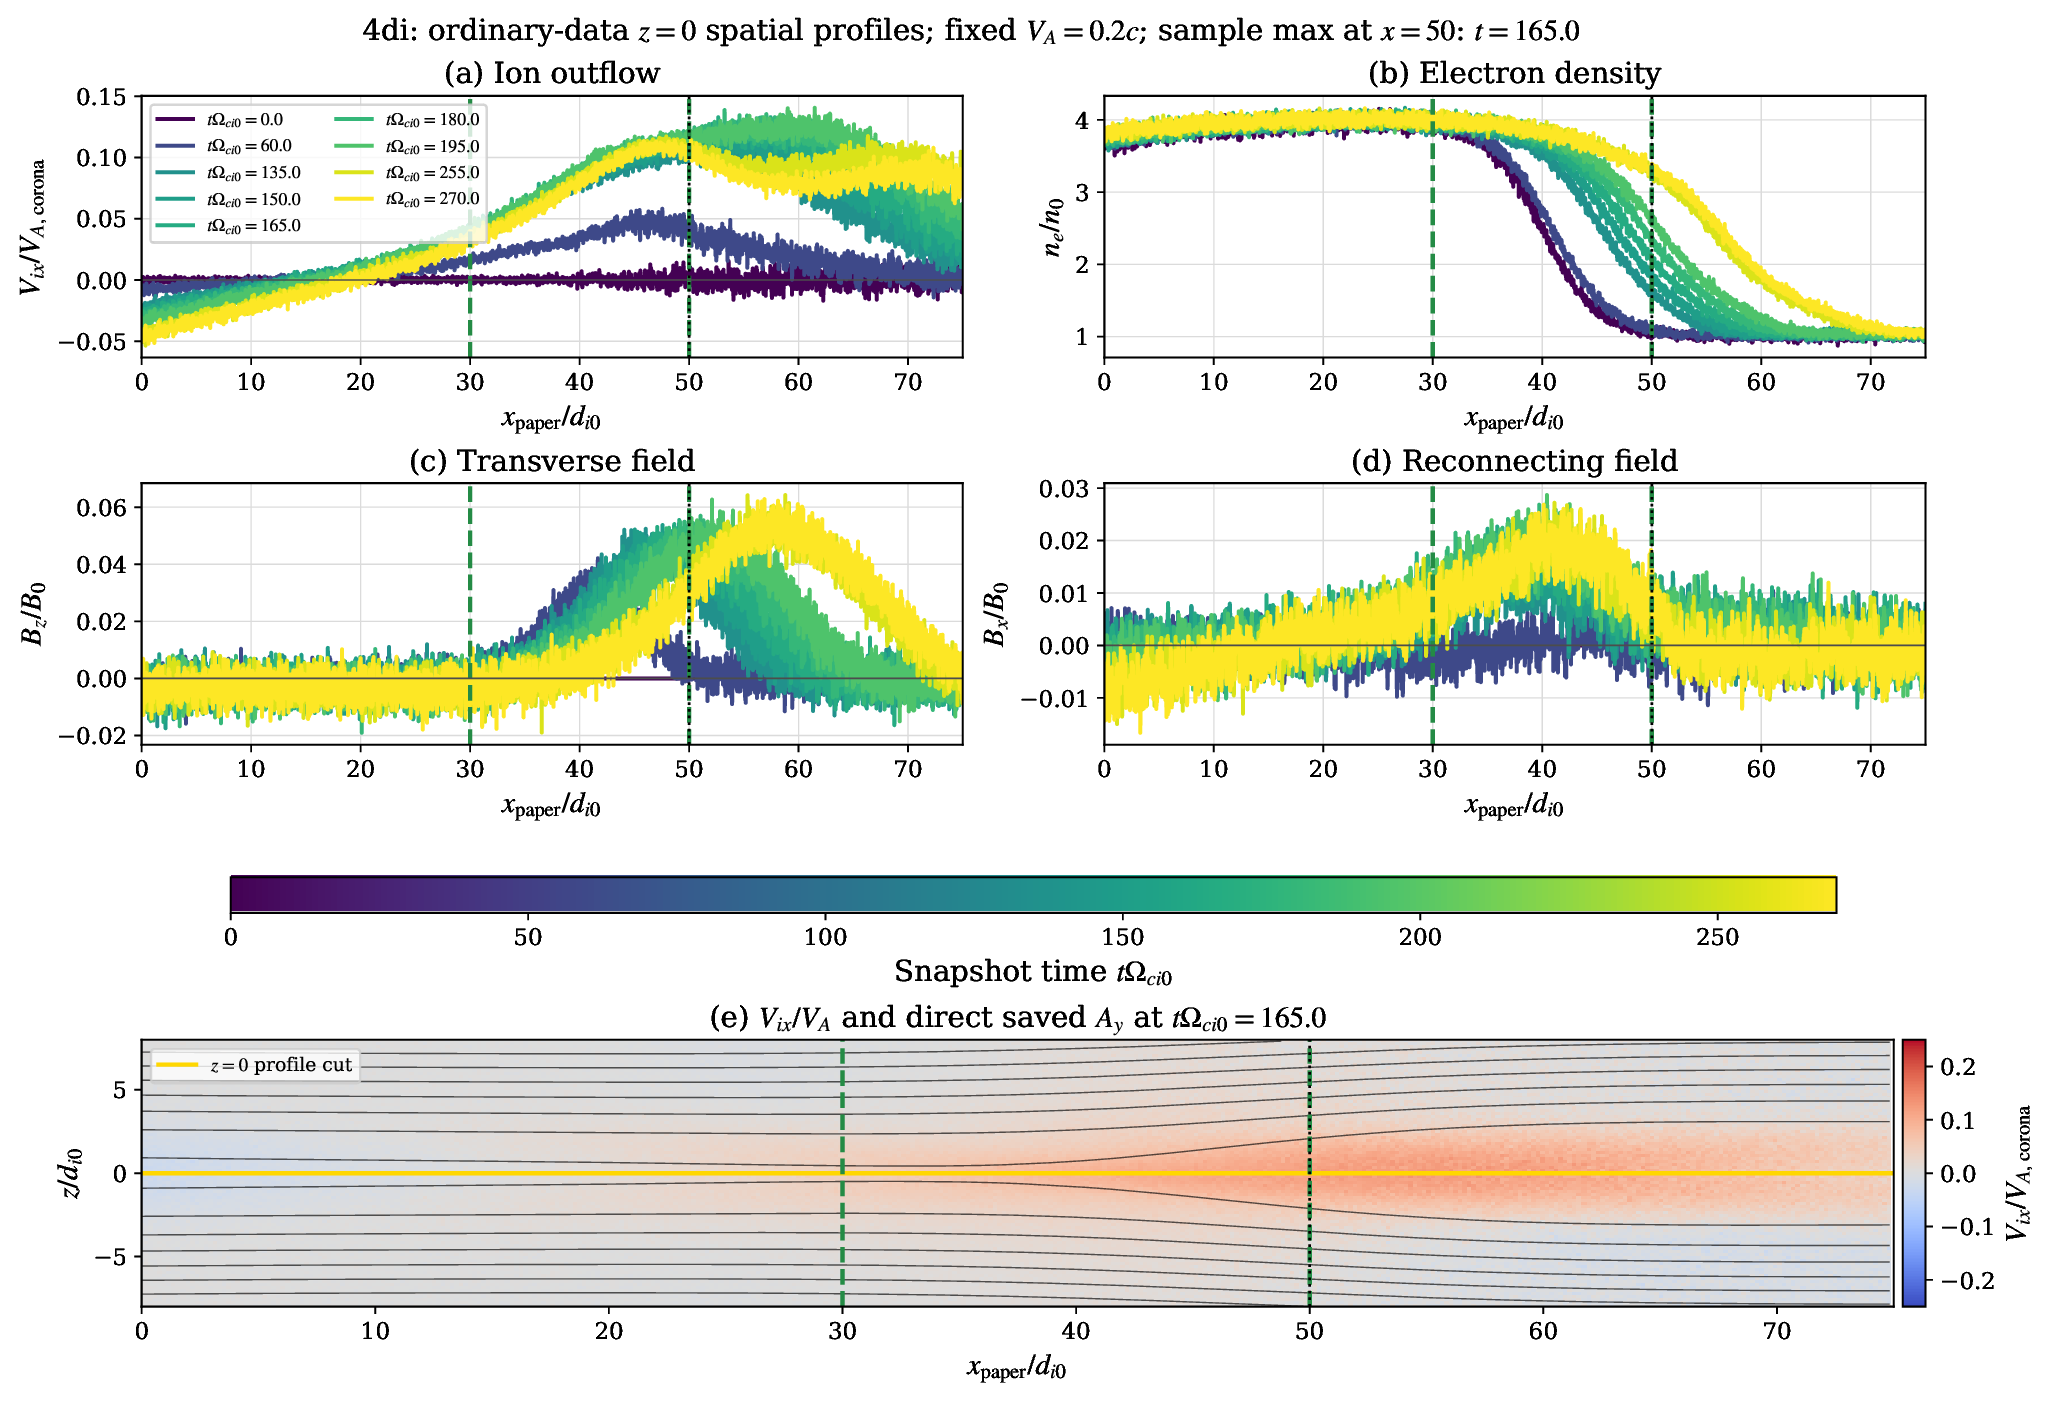 4di: ordinary-data z = 0 spatial profiles; fixed V_A = 0.2c; sample max at x = 50: t = 165.0
(a) Ion outflow
0.15
0.10
0.05
0.00
−0.05
V_ix/V_A, corona
tΩ_ci0 = 0.0
tΩ_ci0 = 60.0
tΩ_ci0 = 135.0
tΩ_ci0 = 150.0
tΩ_ci0 = 165.0
tΩ_ci0 = 180.0
tΩ_ci0 = 195.0
tΩ_ci0 = 255.0
tΩ_ci0 = 270.0
0 10 20 30 40 50 60 70
x_paper/d_i0
(b) Electron density
4
3
2
1
n_e/n_0
0 10 20 30 40 50 60 70
x_paper/d_i0
(c) Transverse field
0.06
0.04
0.02
0.00
−0.02
B_z/B_0
0 10 20 30 40 50 60 70
x_paper/d_i0
(d) Reconnecting field
0.03
0.02
0.01
0.00
−0.01
B_x/B_0
0 10 20 30 40 50 60 70
x_paper/d_i0
0 50 100 150 200 250
Snapshot time tΩ_ci0
(e) V_ix/V_A and direct saved A_y at tΩ_ci0 = 165.0
z = 0 profile cut
5
0
−5
z/d_i0
0 10 20 30 40 50 60 70
x_paper/d_i0
0.2
0.1
0.0
−0.1
−0.2
V_ix/V_A, corona